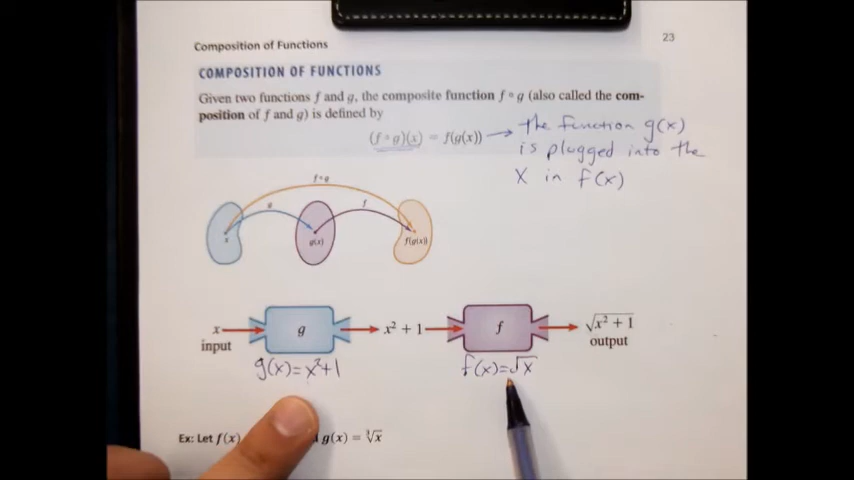 Composition of Functions
23
COMPOSITION OF FUNCTIONS
Given two functions f and g, the composite function f ∘ g (also called the com-
position of f and g) is defined by
(f ∘ g)(x) = f(g(x)) → the function g(x)
is plugged into the
x in f(x)
f∘g
g
f
x
g(x)
f(g(x))
x → g → x² + 1 → f → √x² + 1
input
output
g(x)=x²+1
f(x)=√x
Ex: Let f(x)
g(x) = ∛x